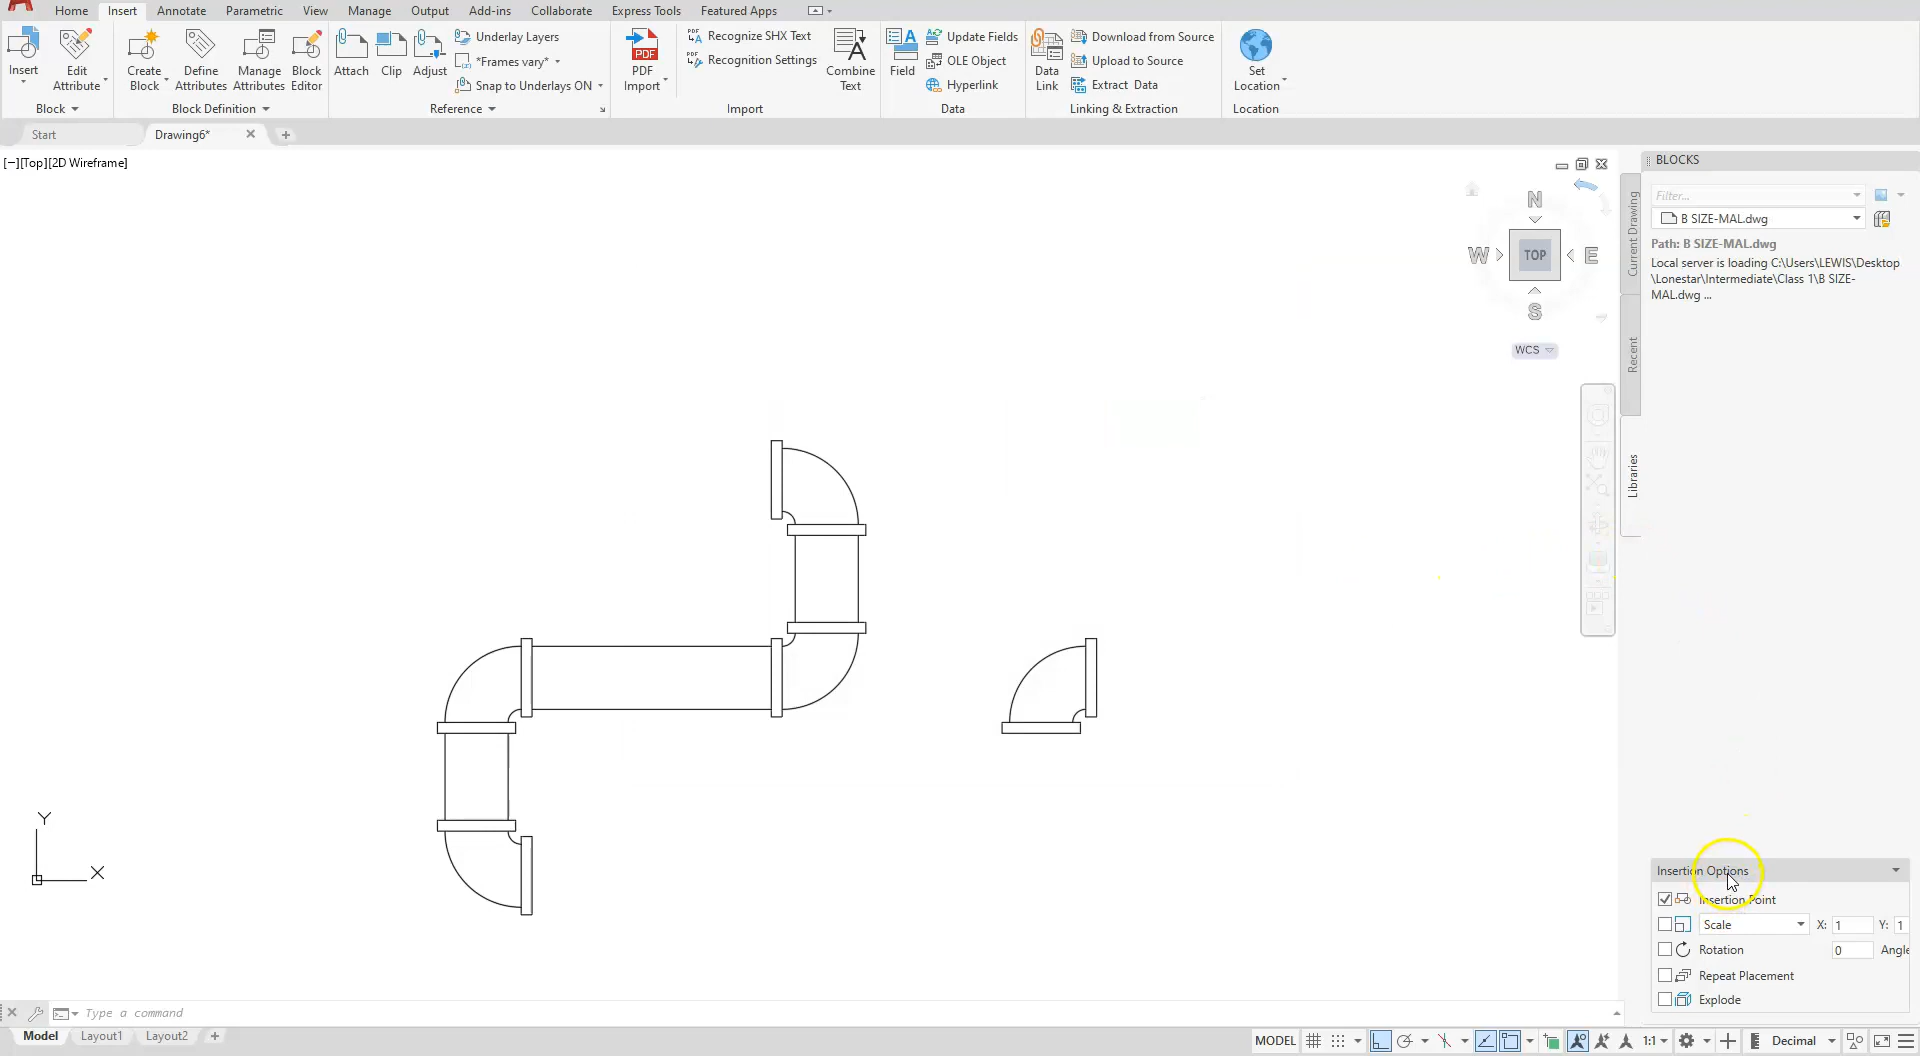 Home Insert Annotate Parametric View Manage Output Add-ins Collaborate Express Tools Featured Apps
Insert
Edit
Attribute
Block
Create
Block
Define
Attributes
Manage
Attributes
Block
Editor
Block Definition
Attach
Clip
Adjust
Underlay Layers
*Frames vary*
Snap to Underlays ON
Reference
PDF
PDF
Import
PDF
A
Recognize SHX Text
PDF
Recognition Settings
A
Combine
Text
Import
A
Field
Update Fields
OLE Object
Hyperlink
Data
Data
Link
Download from Source
Upload to Source
Extract Data
Linking & Extraction
Set
Location
Location
Start
Drawing6*
[−][Top][2D Wireframe]
N
W
TOP
E
S
WCS
Y
X
BLOCKS
Current Drawing
Recent
Libraries
Filter...
B SIZE-MAL.dwg
Path: B SIZE-MAL.dwg
Local server is loading C:\Users\LEWIS\Desktop
\Lonestar\Intermediate\Class 1\B SIZE-
MAL.dwg ...
Insertion Options
Insertion Point
Scale X: 1 Y: 1
Rotation 0 Angle
Repeat Placement
Explode
Type a command
Model Layout1 Layout2
MODEL 1:1 Decimal